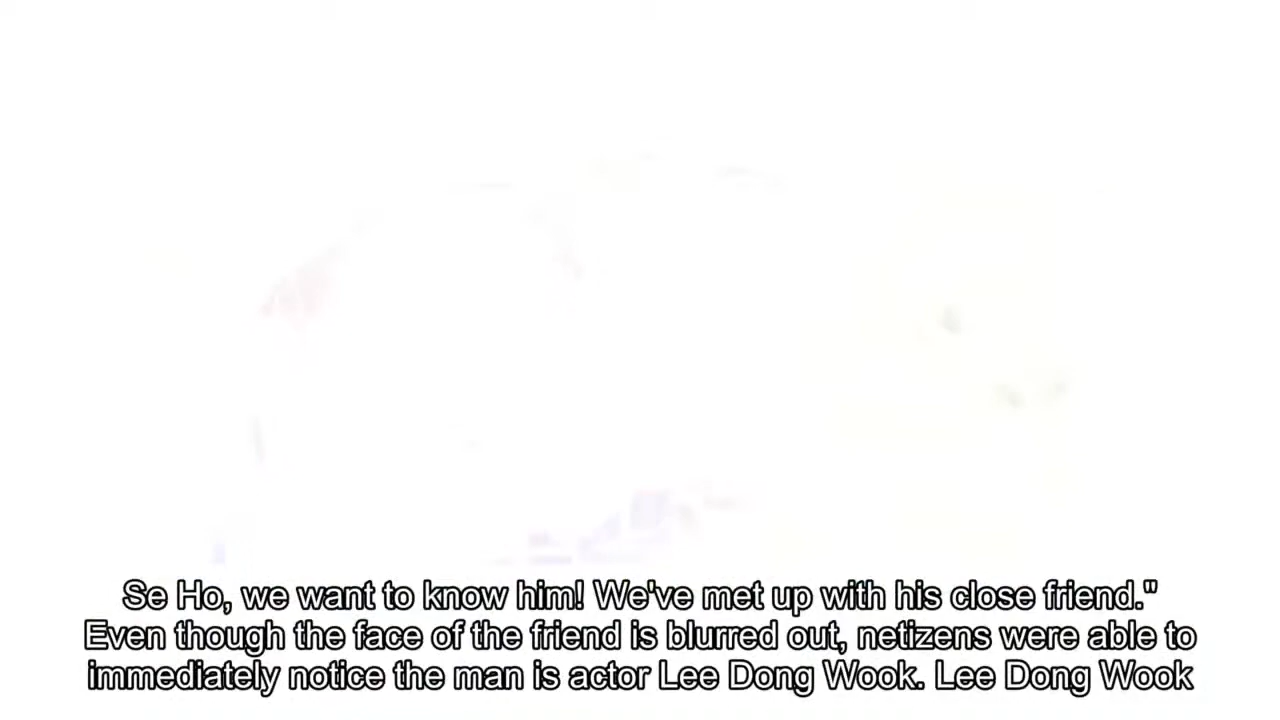 Se Ho, we want to know him! We've met up with his close friend."
Even though the face of the friend is blurred out, netizens were able to
immediately notice the man is actor Lee Dong Wook. Lee Dong Wook